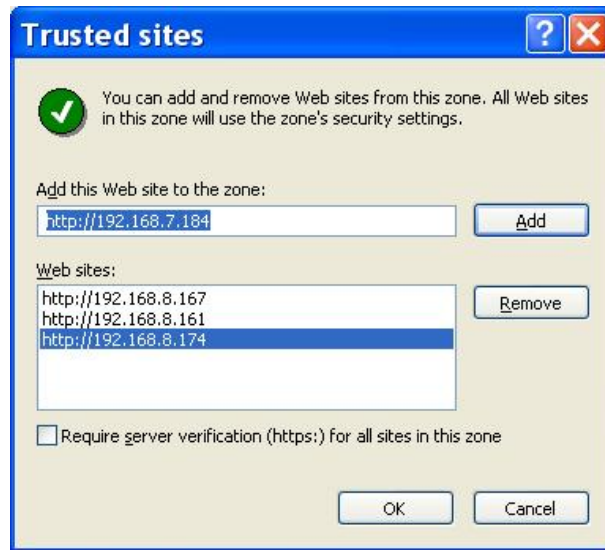 Trusted sites
You can add and remove Web sites from this zone. All Web sites
in this zone will use the zone's security settings.
Add this Web site to the zone:
http://192.168.7.184
Add
Web sites:
http://192.168.8.167
http://192.168.8.161
http://192.168.8.174
Remove
Require server verification (https:) for all sites in this zone
OK
Cancel